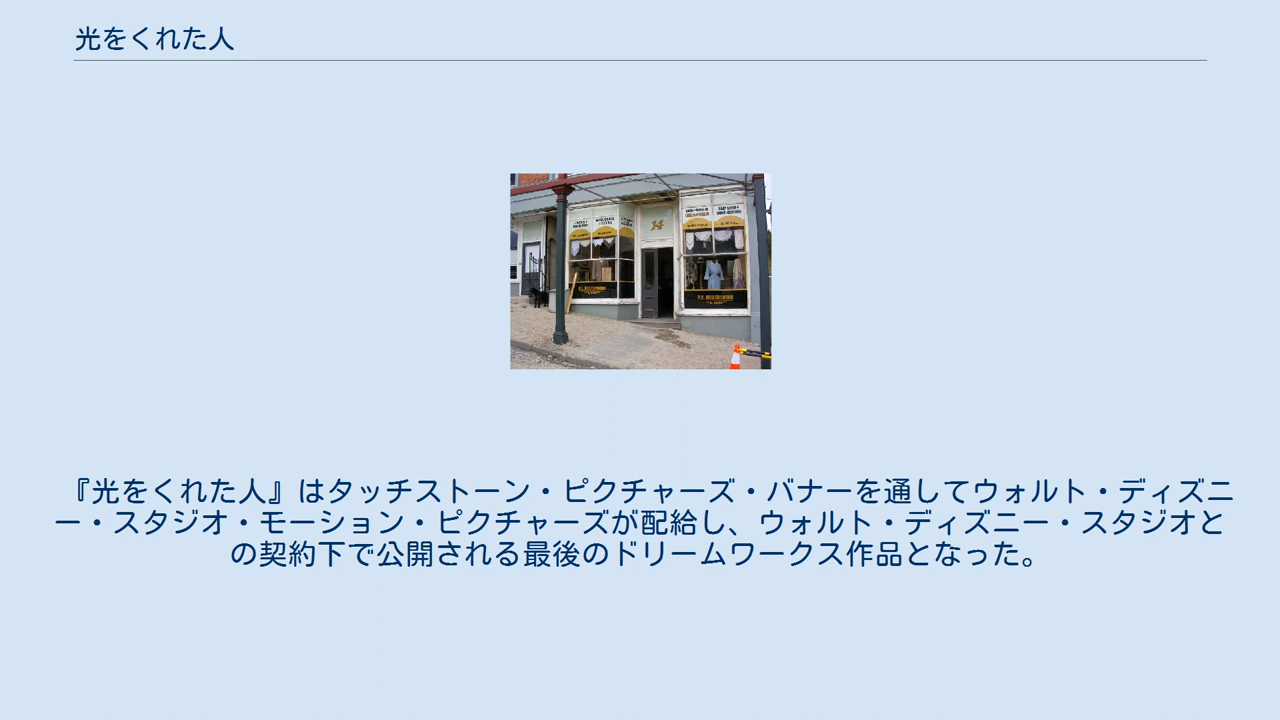 光をくれた人
14
『光をくれた人』はタッチストーン・ピクチャーズ・バナーを通してウォルト・ディズニ
ー・スタジオ・モーション・ピクチャーズが配給し、ウォルト・ディズニー・スタジオと
の契約下で公開される最後のドリームワークス作品となった。